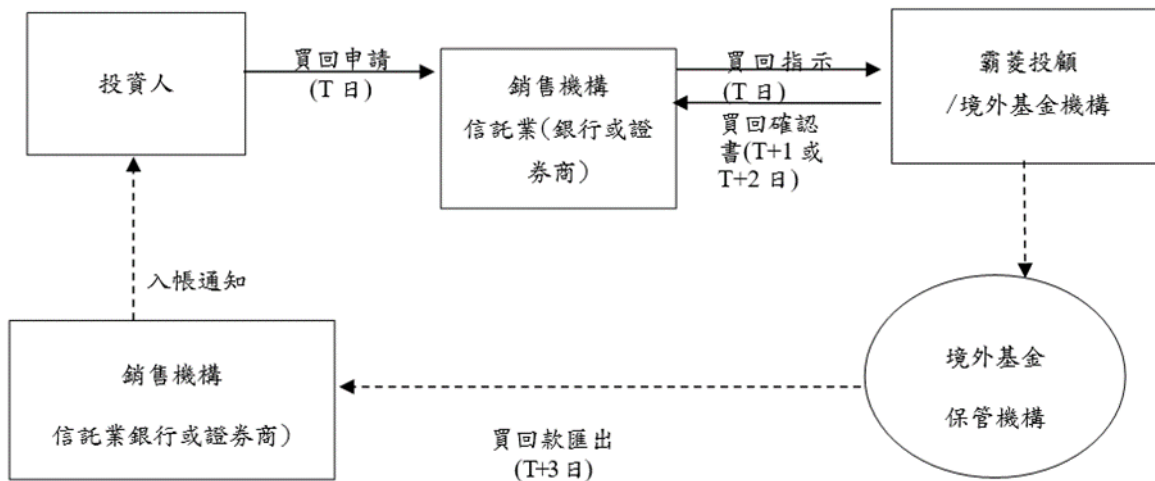 投資人
買回申請
(T 日)
銷售機構
信託業(銀行或證
券商)
買回指示
(T 日)
買回確認
書(T+1 或
T+2 日)
霸菱投顧
/境外基金機構
入帳通知
銷售機構
信託業銀行或證券商)
買回款匯出
(T+3 日)
境外基金
保管機構